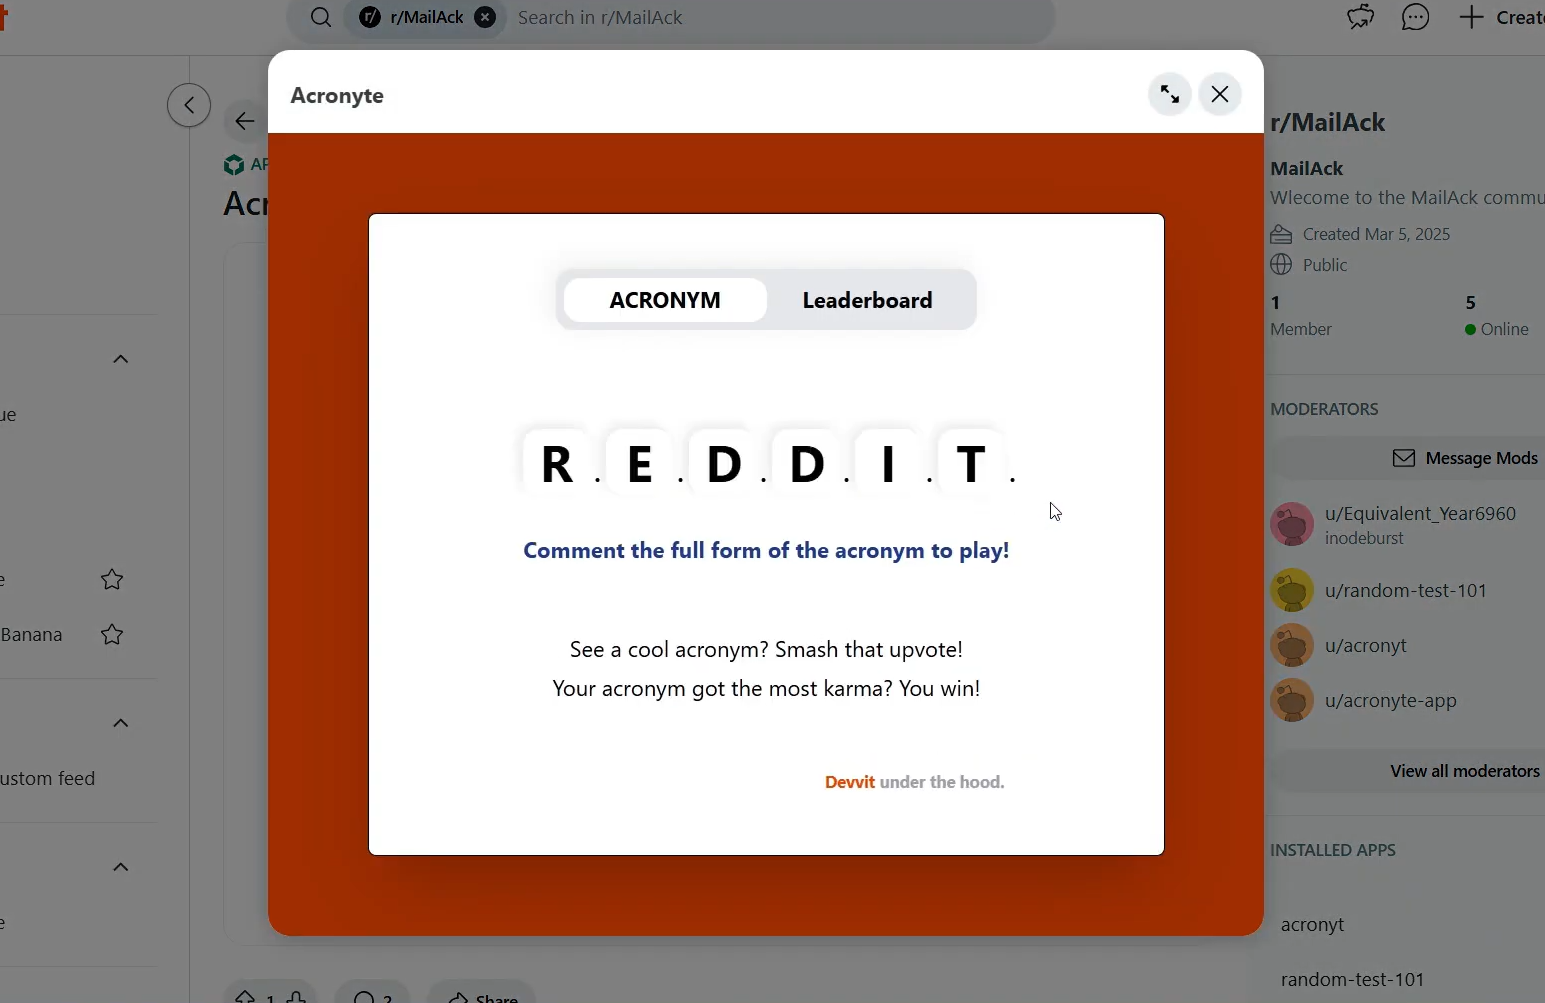 r/MailAck
Search in r/MailAck
Acronyte
r/MailAck
MailAck
Wlecome to the MailAck commu
Created Mar 5, 2025
Public
1
Member
5
Online
MODERATORS
Message Mods
u/Equivalent_Year6960
inodeburst
u/random-test-101
u/acronyt
u/acronyte-app
View all moderators
INSTALLED APPS
acronyt
random-test-101
ACRONYM
Leaderboard
R.E.D.D.I.T.
Comment the full form of the acronym to play!
See a cool acronym? Smash that upvote!
Your acronym got the most karma? You win!
Devvit under the hood.
Banana
ustom feed
1
2
Share